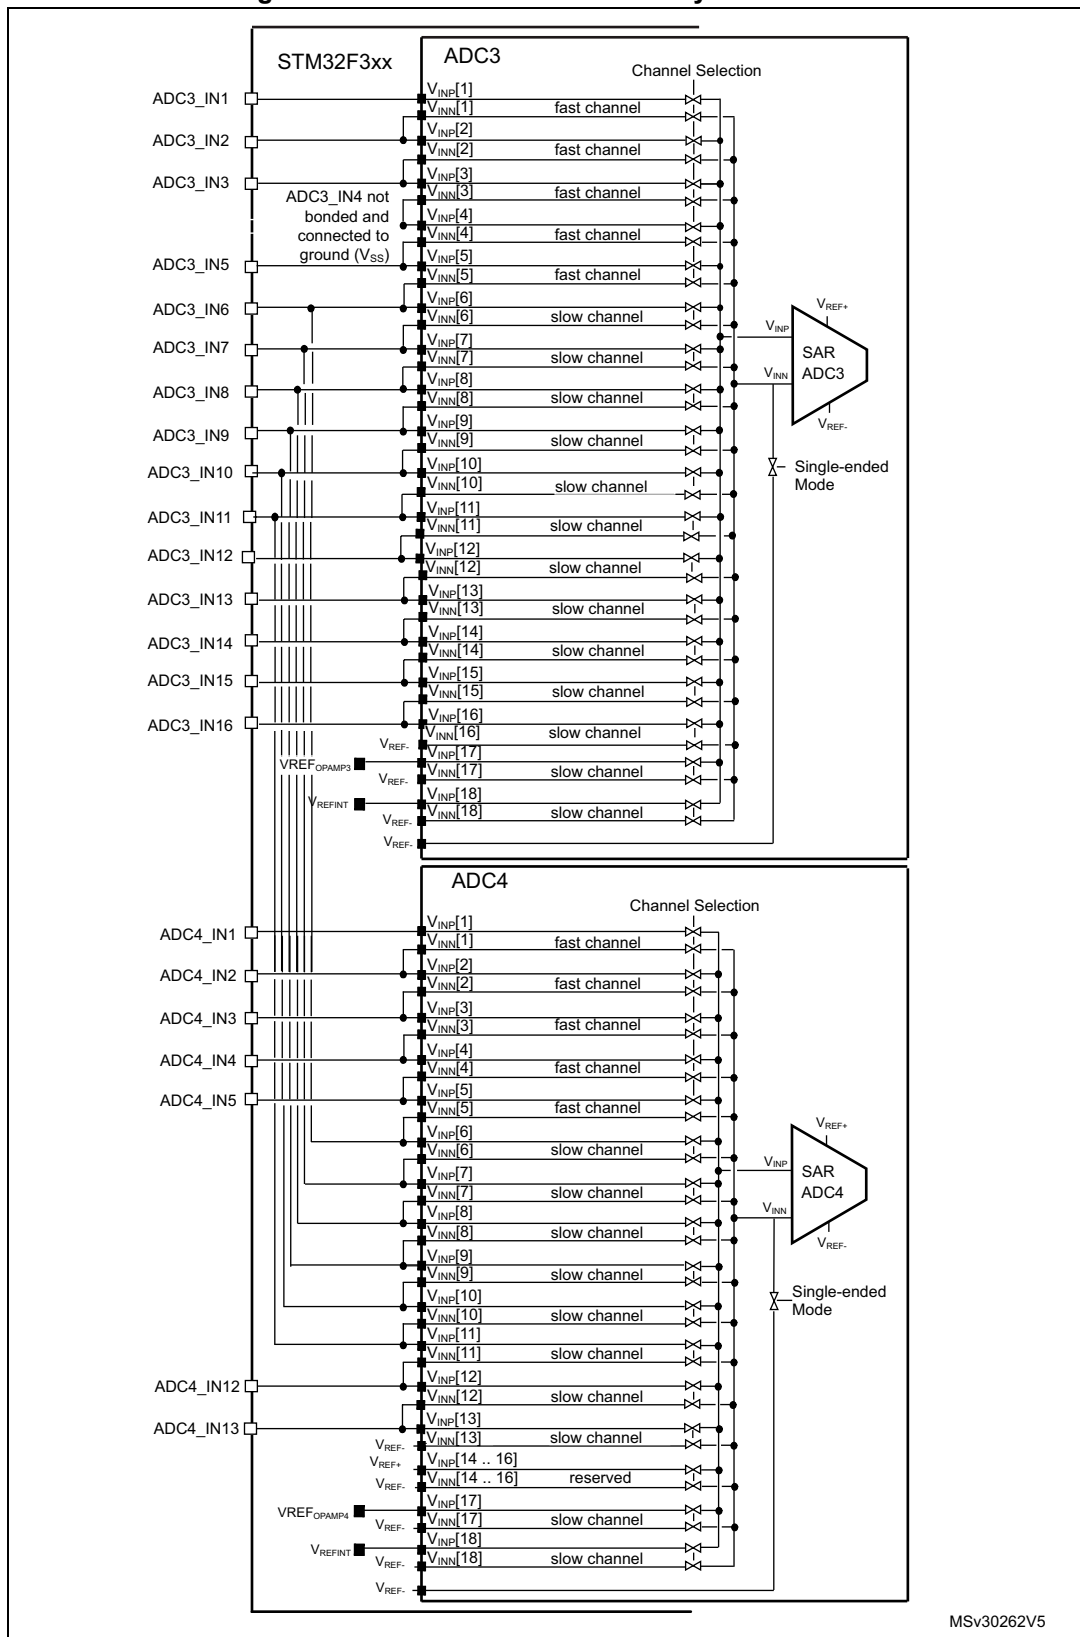 STM32F3xx
ADC3
Channel Selection
ADC3_IN1
VINP[1]
VINN[1]
fast channel
ADC3_IN2
VINP[2]
VINN[2]
fast channel
ADC3_IN3
VINP[3]
VINN[3]
fast channel
ADC3_IN4 not
bonded and
connected to
ground (VSS)
VINP[4]
VINN[4]
fast channel
ADC3_IN5
VINP[5]
VINN[5]
fast channel
ADC3_IN6
VINP[6]
VINN[6]
slow channel
ADC3_IN7
VINP[7]
VINN[7]
slow channel
ADC3_IN8
VINP[8]
VINN[8]
slow channel
ADC3_IN9
VINP[9]
VINN[9]
slow channel
ADC3_IN10
VINP[10]
VINN[10]
slow channel
ADC3_IN11
VINP[11]
VINN[11]
slow channel
ADC3_IN12
VINP[12]
VINN[12]
slow channel
ADC3_IN13
VINP[13]
VINN[13]
slow channel
ADC3_IN14
VINP[14]
VINN[14]
slow channel
ADC3_IN15
VINP[15]
VINN[15]
slow channel
ADC3_IN16
VINP[16]
VINN[16]
slow channel
VREF-
VREFOPAMP3
VINP[17]
VINN[17]
slow channel
VREF-
VREFINT
VINP[18]
VINN[18]
slow channel
VREF-
VREF-
VREF+
VINP
SAR
ADC3
VINN
VREF-
Single-ended
Mode
ADC4
Channel Selection
ADC4_IN1
VINP[1]
VINN[1]
fast channel
ADC4_IN2
VINP[2]
VINN[2]
fast channel
ADC4_IN3
VINP[3]
VINN[3]
fast channel
ADC4_IN4
VINP[4]
VINN[4]
fast channel
ADC4_IN5
VINP[5]
VINN[5]
fast channel
VINP[6]
VINN[6]
slow channel
VINP[7]
VINN[7]
slow channel
VINP[8]
VINN[8]
slow channel
VINP[9]
VINN[9]
slow channel
VINP[10]
VINN[10]
slow channel
VINP[11]
VINN[11]
slow channel
ADC4_IN12
VINP[12]
VINN[12]
slow channel
ADC4_IN13
VINP[13]
VINN[13]
slow channel
VREF-
VREF+
VINP[14 .. 16]
VINN[14 .. 16]
reserved
VREF-
VREFOPAMP4
VINP[17]
VINN[17]
slow channel
VREF-
VREFINT
VINP[18]
VINN[18]
slow channel
VREF-
VREF-
VREF+
VINP
SAR
ADC4
VINN
VREF-
Single-ended
Mode
MSv30262V5